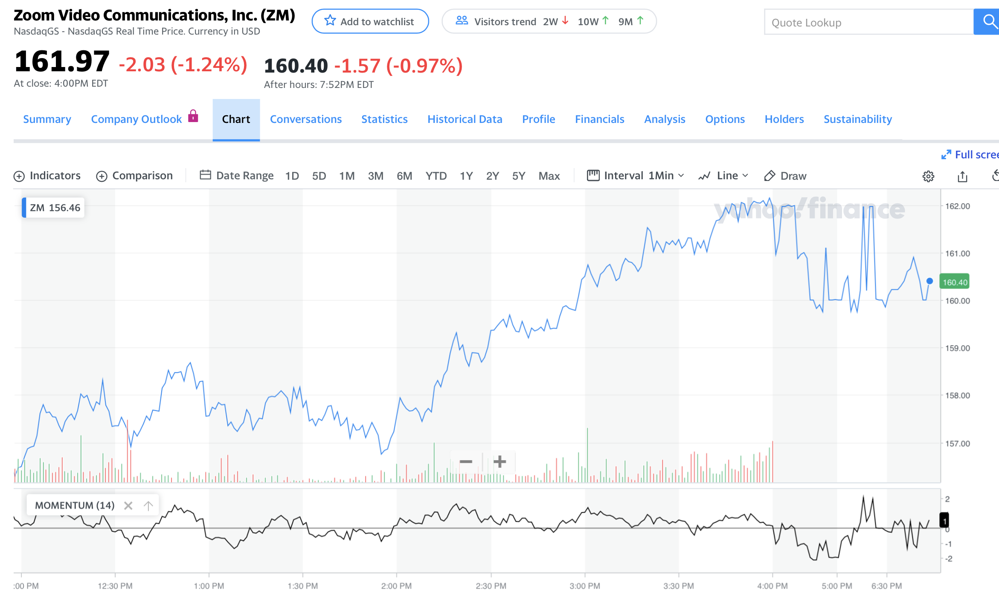 Zoom Video Communications, Inc. (ZM)
Add to watchlist
Visitors trend 2W ↓ 10W ↑ 9M ↑
Quote Lookup
NasdaqGS - NasdaqGS Real Time Price. Currency in USD
161.97 -2.03 (-1.24%)
160.40 -1.57 (-0.97%)
At close: 4:00PM EDT
After hours: 7:52PM EDT
Summary Company Outlook Chart Conversations Statistics Historical Data Profile Financials Analysis Options Holders Sustainability
Full scree
Indicators Comparison Date Range 1D 5D 1M 3M 6M YTD 1Y 2Y 5Y Max Interval 1Min Line Draw
ZM 156.46
yahoo!finance
162.00
161.00
160.40
160.00
159.00
158.00
157.00
− +
MOMENTUM (14)
2
1
0
-1
-2
:00 PM 12:30 PM 1:00 PM 1:30 PM 2:00 PM 2:30 PM 3:00 PM 3:30 PM 4:00 PM 5:00 PM 6:30 PM